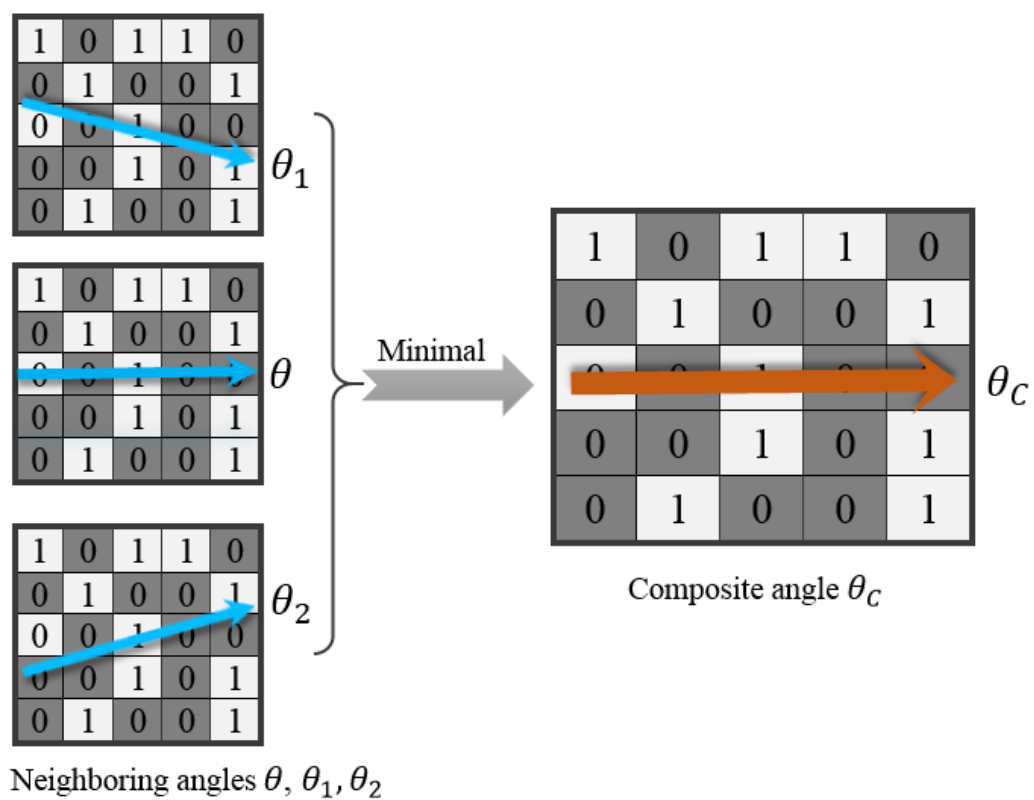 1 0 1 1 0
0 1 0 0 1
0 0 1 0 0
0 0 1 0 1
θ₁
0 1 0 0 1
1 0 1 1 0
0 1 0 0 1
0 0 1 0 0
θ
0 0 1 0 1
0 1 0 0 1
1 0 1 1 0
0 1 0 0 1
θ₂
0 0 1 0 0
0 0 1 0 1
0 1 0 0 1
Neighboring angles θ, θ₁, θ₂
Minimal
1 0 1 1 0
0 1 0 0 1
θ_C
0 0 1 0 1
0 1 0 0 1
Composite angle θ_C